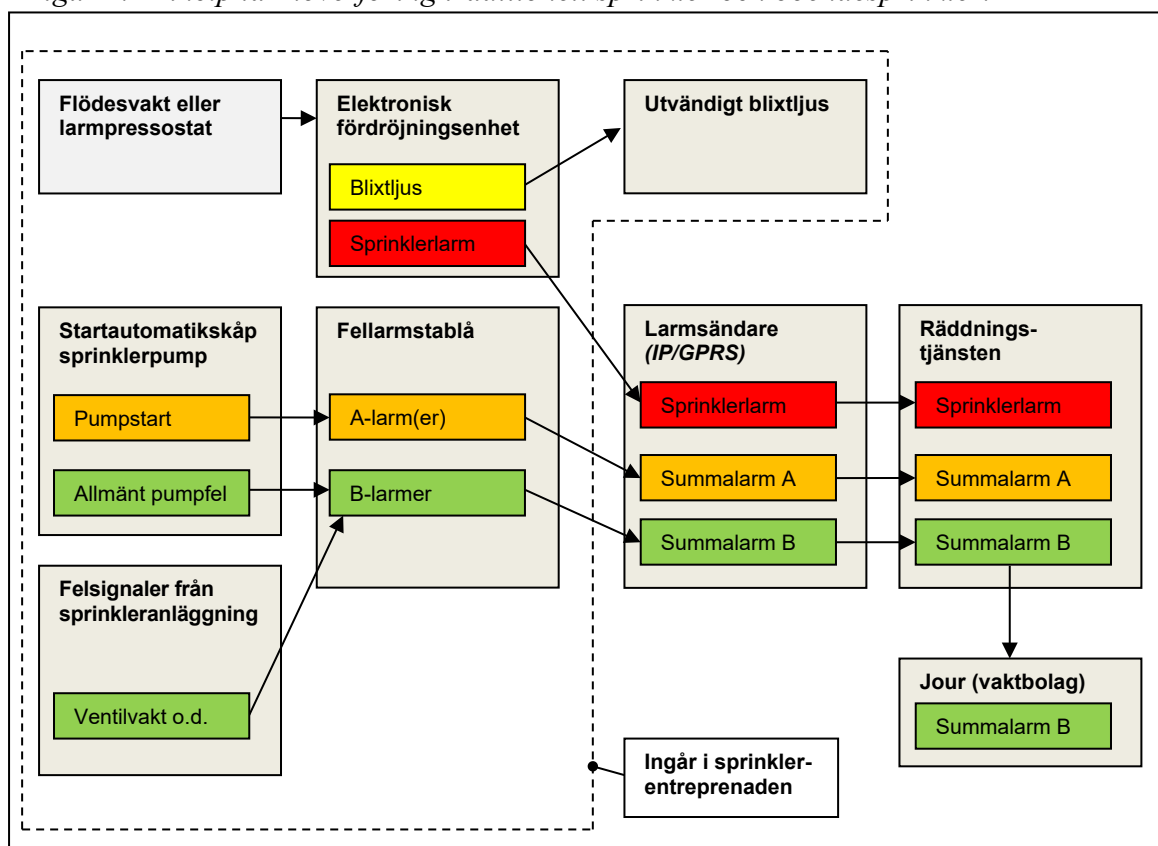 Flödesvakt eller
larmpressostat
Elektronisk
fördröjningsenhet
Blixtljus
Sprinklerlarm
Utvändigt blixtljus
Startautomatikskåp
sprinklerpump
Pumpstart
Allmänt pumpfel
Fellarmstablå
A-larm(er)
B-larmer
Larmsändare
(IP/GPRS)
Sprinklerlarm
Summalarm A
Summalarm B
Räddnings-
tjänsten
Sprinklerlarm
Summalarm A
Summalarm B
Felsignaler från
sprinkleranläggning
Ventilvakt o.d.
Jour (vaktbolag)
Summalarm B
Ingår i sprinkler-
entreprenaden